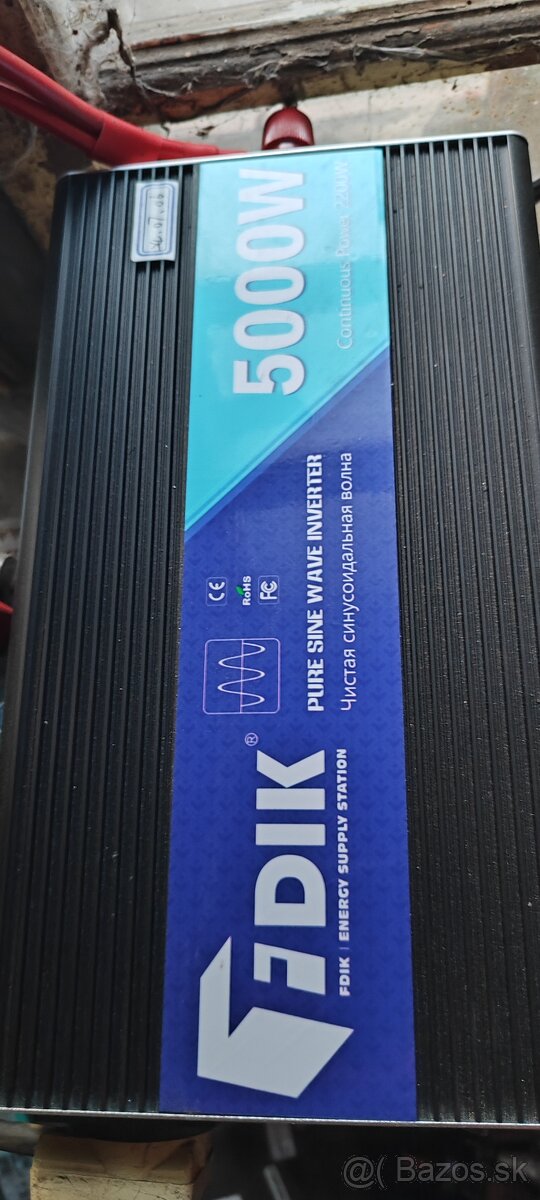 5000W
Continuous Power 2200W
CE
RoHS
FC
PURE SINE WAVE INVERTER
Чистая синусоидальная волна
FDIK®
FDIK | ENERGY SUPPLY STATION
@( Bazos.sk